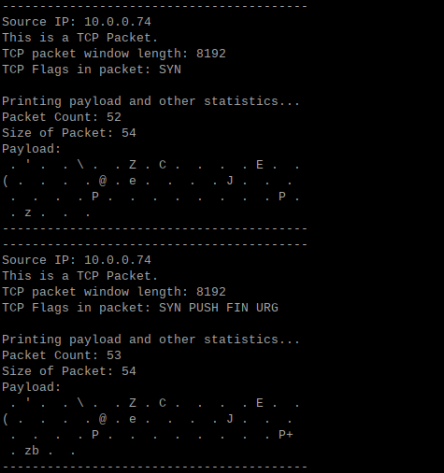 -----------------------------------------
Source IP: 10.0.0.74
This is a TCP Packet.
TCP packet window length: 8192
TCP Flags in packet: SYN
Printing payload and other statistics...
Packet Count: 52
Size of Packet: 54
Payload:
 . ' . . \ . . Z . C . . . . E . .
( . . . . @ . e . . . . J . . .
 . . . . P . . . . . . . . . P .
 . z . . .
-----------------------------------------
-----------------------------------------
Source IP: 10.0.0.74
This is a TCP Packet.
TCP packet window length: 8192
TCP Flags in packet: SYN PUSH FIN URG
Printing payload and other statistics...
Packet Count: 53
Size of Packet: 54
Payload:
 . ' . . \ . . Z . C . . . . E . .
( . . . . @ . e . . . . J . . .
 . . . . P . . . . . . . . . P+
 . zb . .
-----------------------------------------